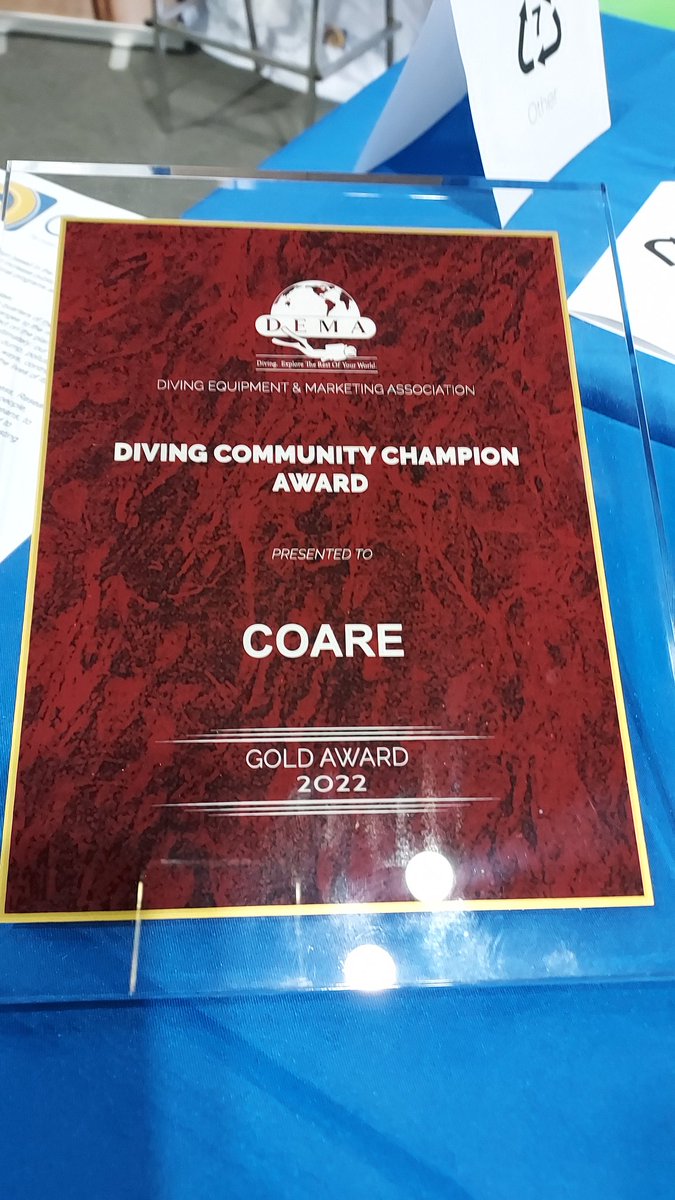 7
Other
DEMA
Diving. Explore The Rest Of Your World.
DIVING EQUIPMENT & MARKETING ASSOCIATION
DIVING COMMUNITY CHAMPION
AWARD
PRESENTED TO
COARE
GOLD AWARD
2022